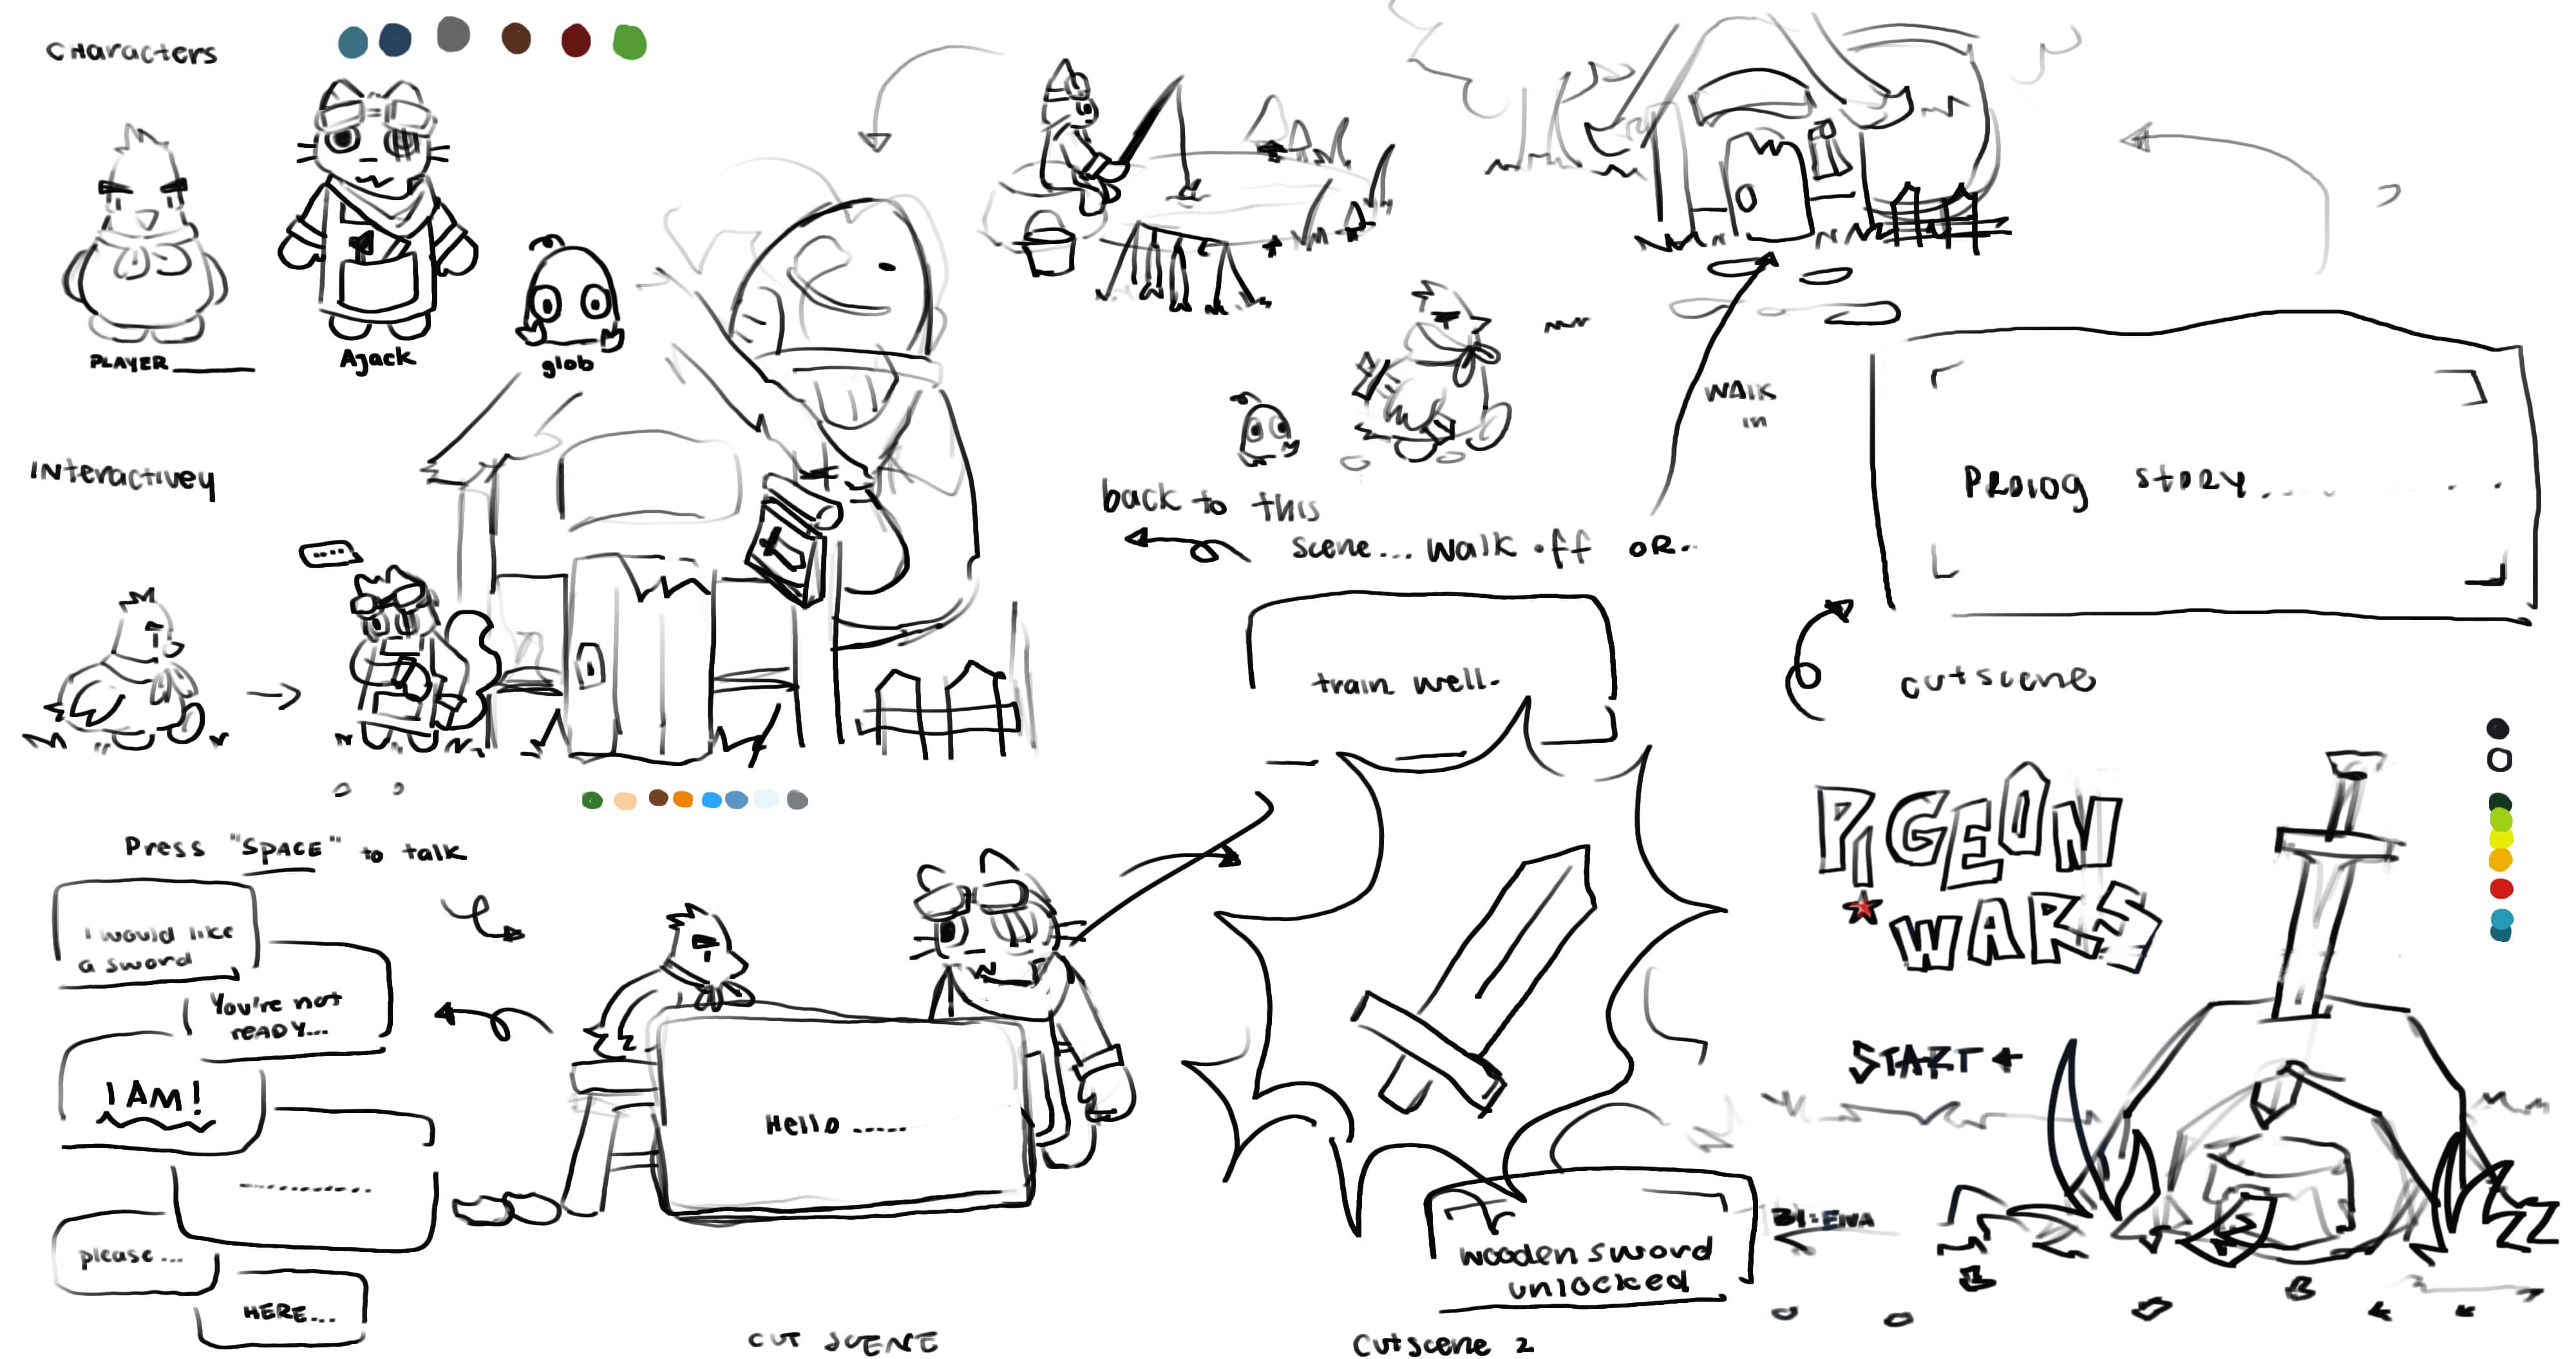 CHaracters
PLAYER
AJack
glob
INteractivey
....
WALK
in
back to this
scene... walk off OR..
PROLOG STORY......
train well.
cutscene
PIGEON
WARS
START
BY: ENA
Press "SPACE" to talk
I would like
a sword
You're not
READY...
I AM!
..............
please...
HERE...
Hello ......
wooden sword
unlocked
CUT SCENE
Cutscene 2